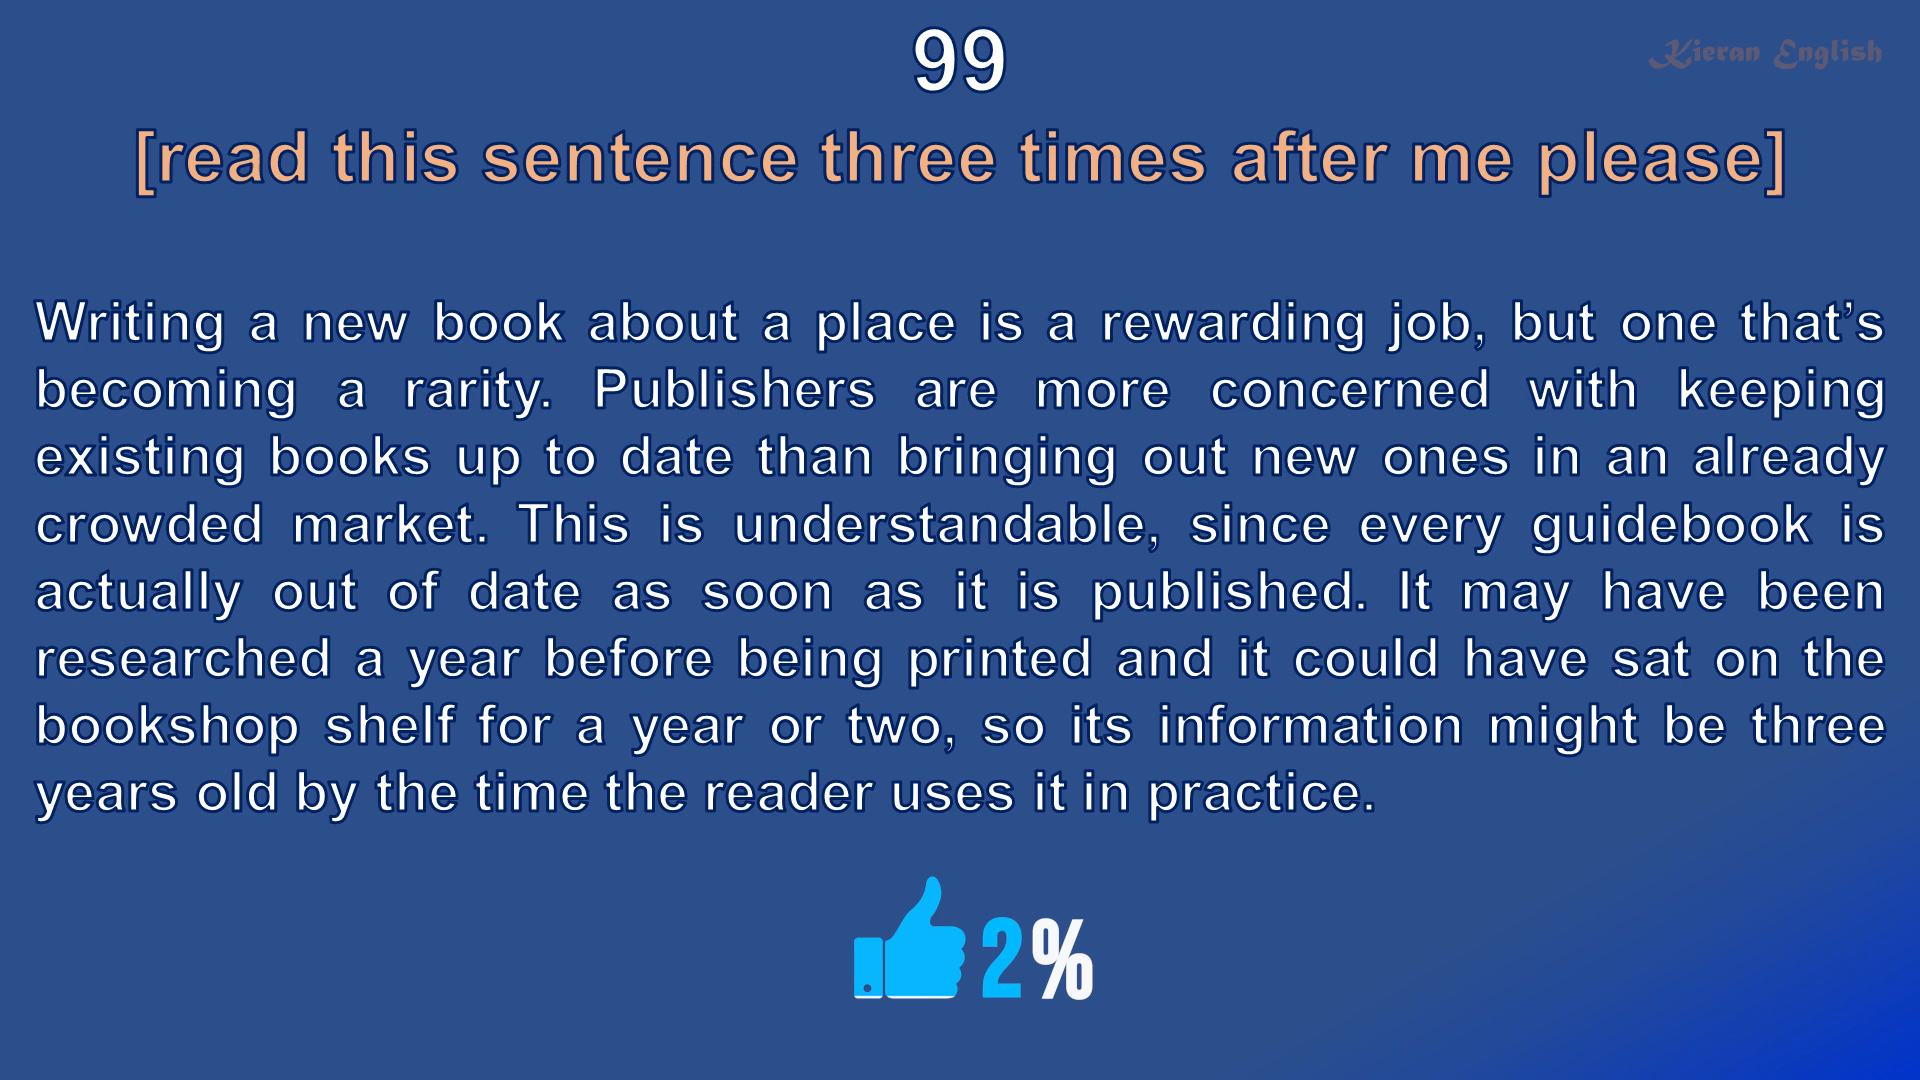 99
Kieran English
[read this sentence three times after me please]
Writing a new book about a place is a rewarding job, but one that’s
becoming a rarity. Publishers are more concerned with keeping
existing books up to date than bringing out new ones in an already
crowded market. This is understandable, since every guidebook is
actually out of date as soon as it is published. It may have been
researched a year before being printed and it could have sat on the
bookshop shelf for a year or two, so its information might be three
years old by the time the reader uses it in practice.
2%